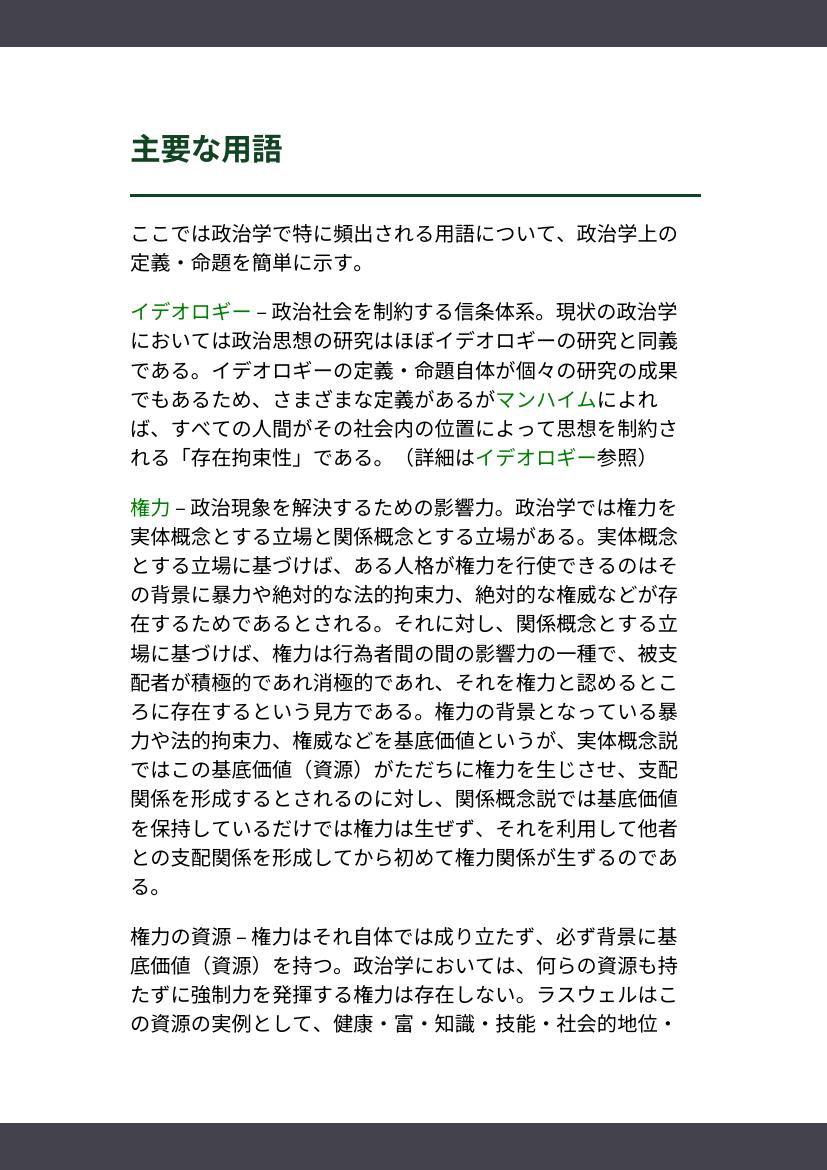 主要な用語
ここでは政治学で特に頻出される用語について、政治学上の
定義・命題を簡単に示す。
イデオロギー – 政治社会を制約する信条体系。現状の政治学
においては政治思想の研究はほぼイデオロギーの研究と同義
である。イデオロギーの定義・命題自体が個々の研究の成果
でもあるため、さまざまな定義があるがマンハイムによれ
ば、すべての人間がその社会内の位置によって思想を制約さ
れる「存在拘束性」である。（詳細はイデオロギー参照）
権力 – 政治現象を解決するための影響力。政治学では権力を
実体概念とする立場と関係概念とする立場がある。実体概念
とする立場に基づけば、ある人格が権力を行使できるのはそ
の背景に暴力や絶対的な法的拘束力、絶対的な権威などが存
在するためであるとされる。それに対し、関係概念とする立
場に基づけば、権力は行為者間の間の影響力の一種で、被支
配者が積極的であれ消極的であれ、それを権力と認めるとこ
ろに存在するという見方である。権力の背景となっている暴
力や法的拘束力、権威などを基底価値というが、実体概念説
ではこの基底価値（資源）がただちに権力を生じさせ、支配
関係を形成するとされるのに対し、関係概念説では基底価値
を保持しているだけでは権力は生ぜず、それを利用して他者
との支配関係を形成してから初めて権力関係が生ずるのであ
る。
権力の資源 – 権力はそれ自体では成り立たず、必ず背景に基
底価値（資源）を持つ。政治学においては、何らの資源も持
たずに強制力を発揮する権力は存在しない。ラスウェルはこ
の資源の実例として、健康・富・知識・技能・社会的地位・